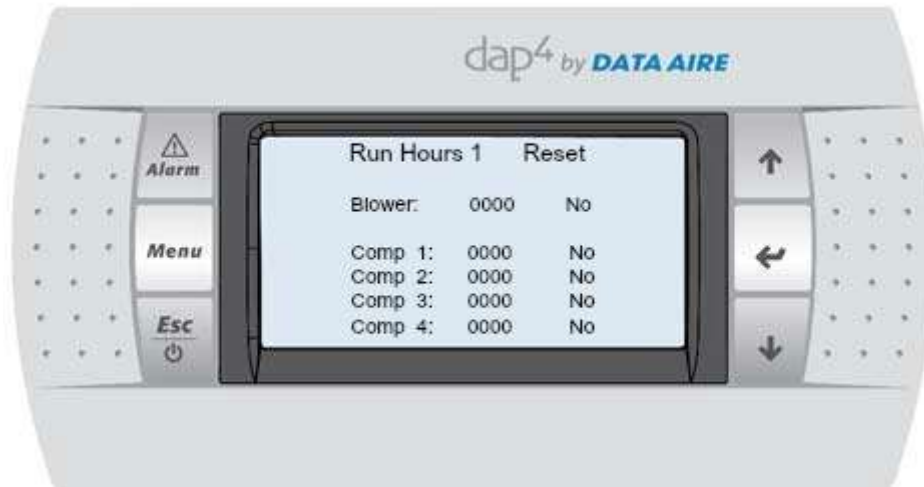 dap4 by DATA AIRE
Alarm
Menu
Esc
Run Hours 1 Reset
Blower: 0000 No
Comp 1: 0000 No
Comp 2: 0000 No
Comp 3: 0000 No
Comp 4: 0000 No